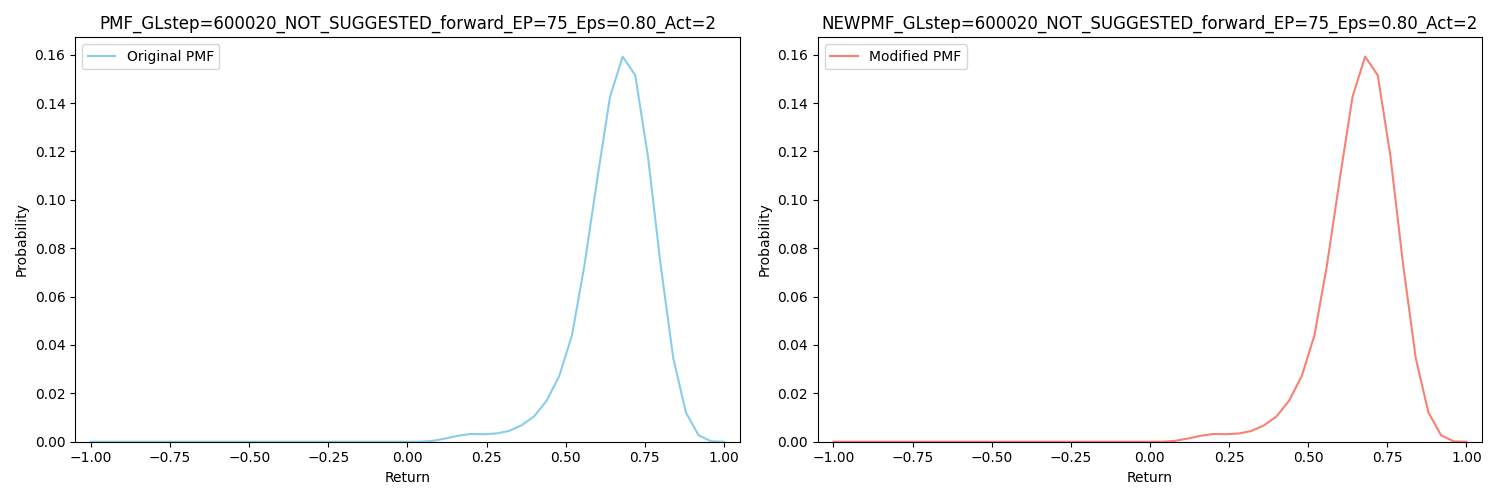 PMF_GLstep=600020_NOT_SUGGESTED_forward_EP=75_Eps=0.80_Act=2
Original PMF
Probability
0.16
0.14
0.12
0.10
0.08
0.06
0.04
0.02
0.00
−1.00 −0.75 −0.50 −0.25 0.00 0.25 0.50 0.75 1.00
Return
NEWPMF_GLstep=600020_NOT_SUGGESTED_forward_EP=75_Eps=0.80_Act=2
Modified PMF
Probability
0.16
0.14
0.12
0.10
0.08
0.06
0.04
0.02
0.00
−1.00 −0.75 −0.50 −0.25 0.00 0.25 0.50 0.75 1.00
Return